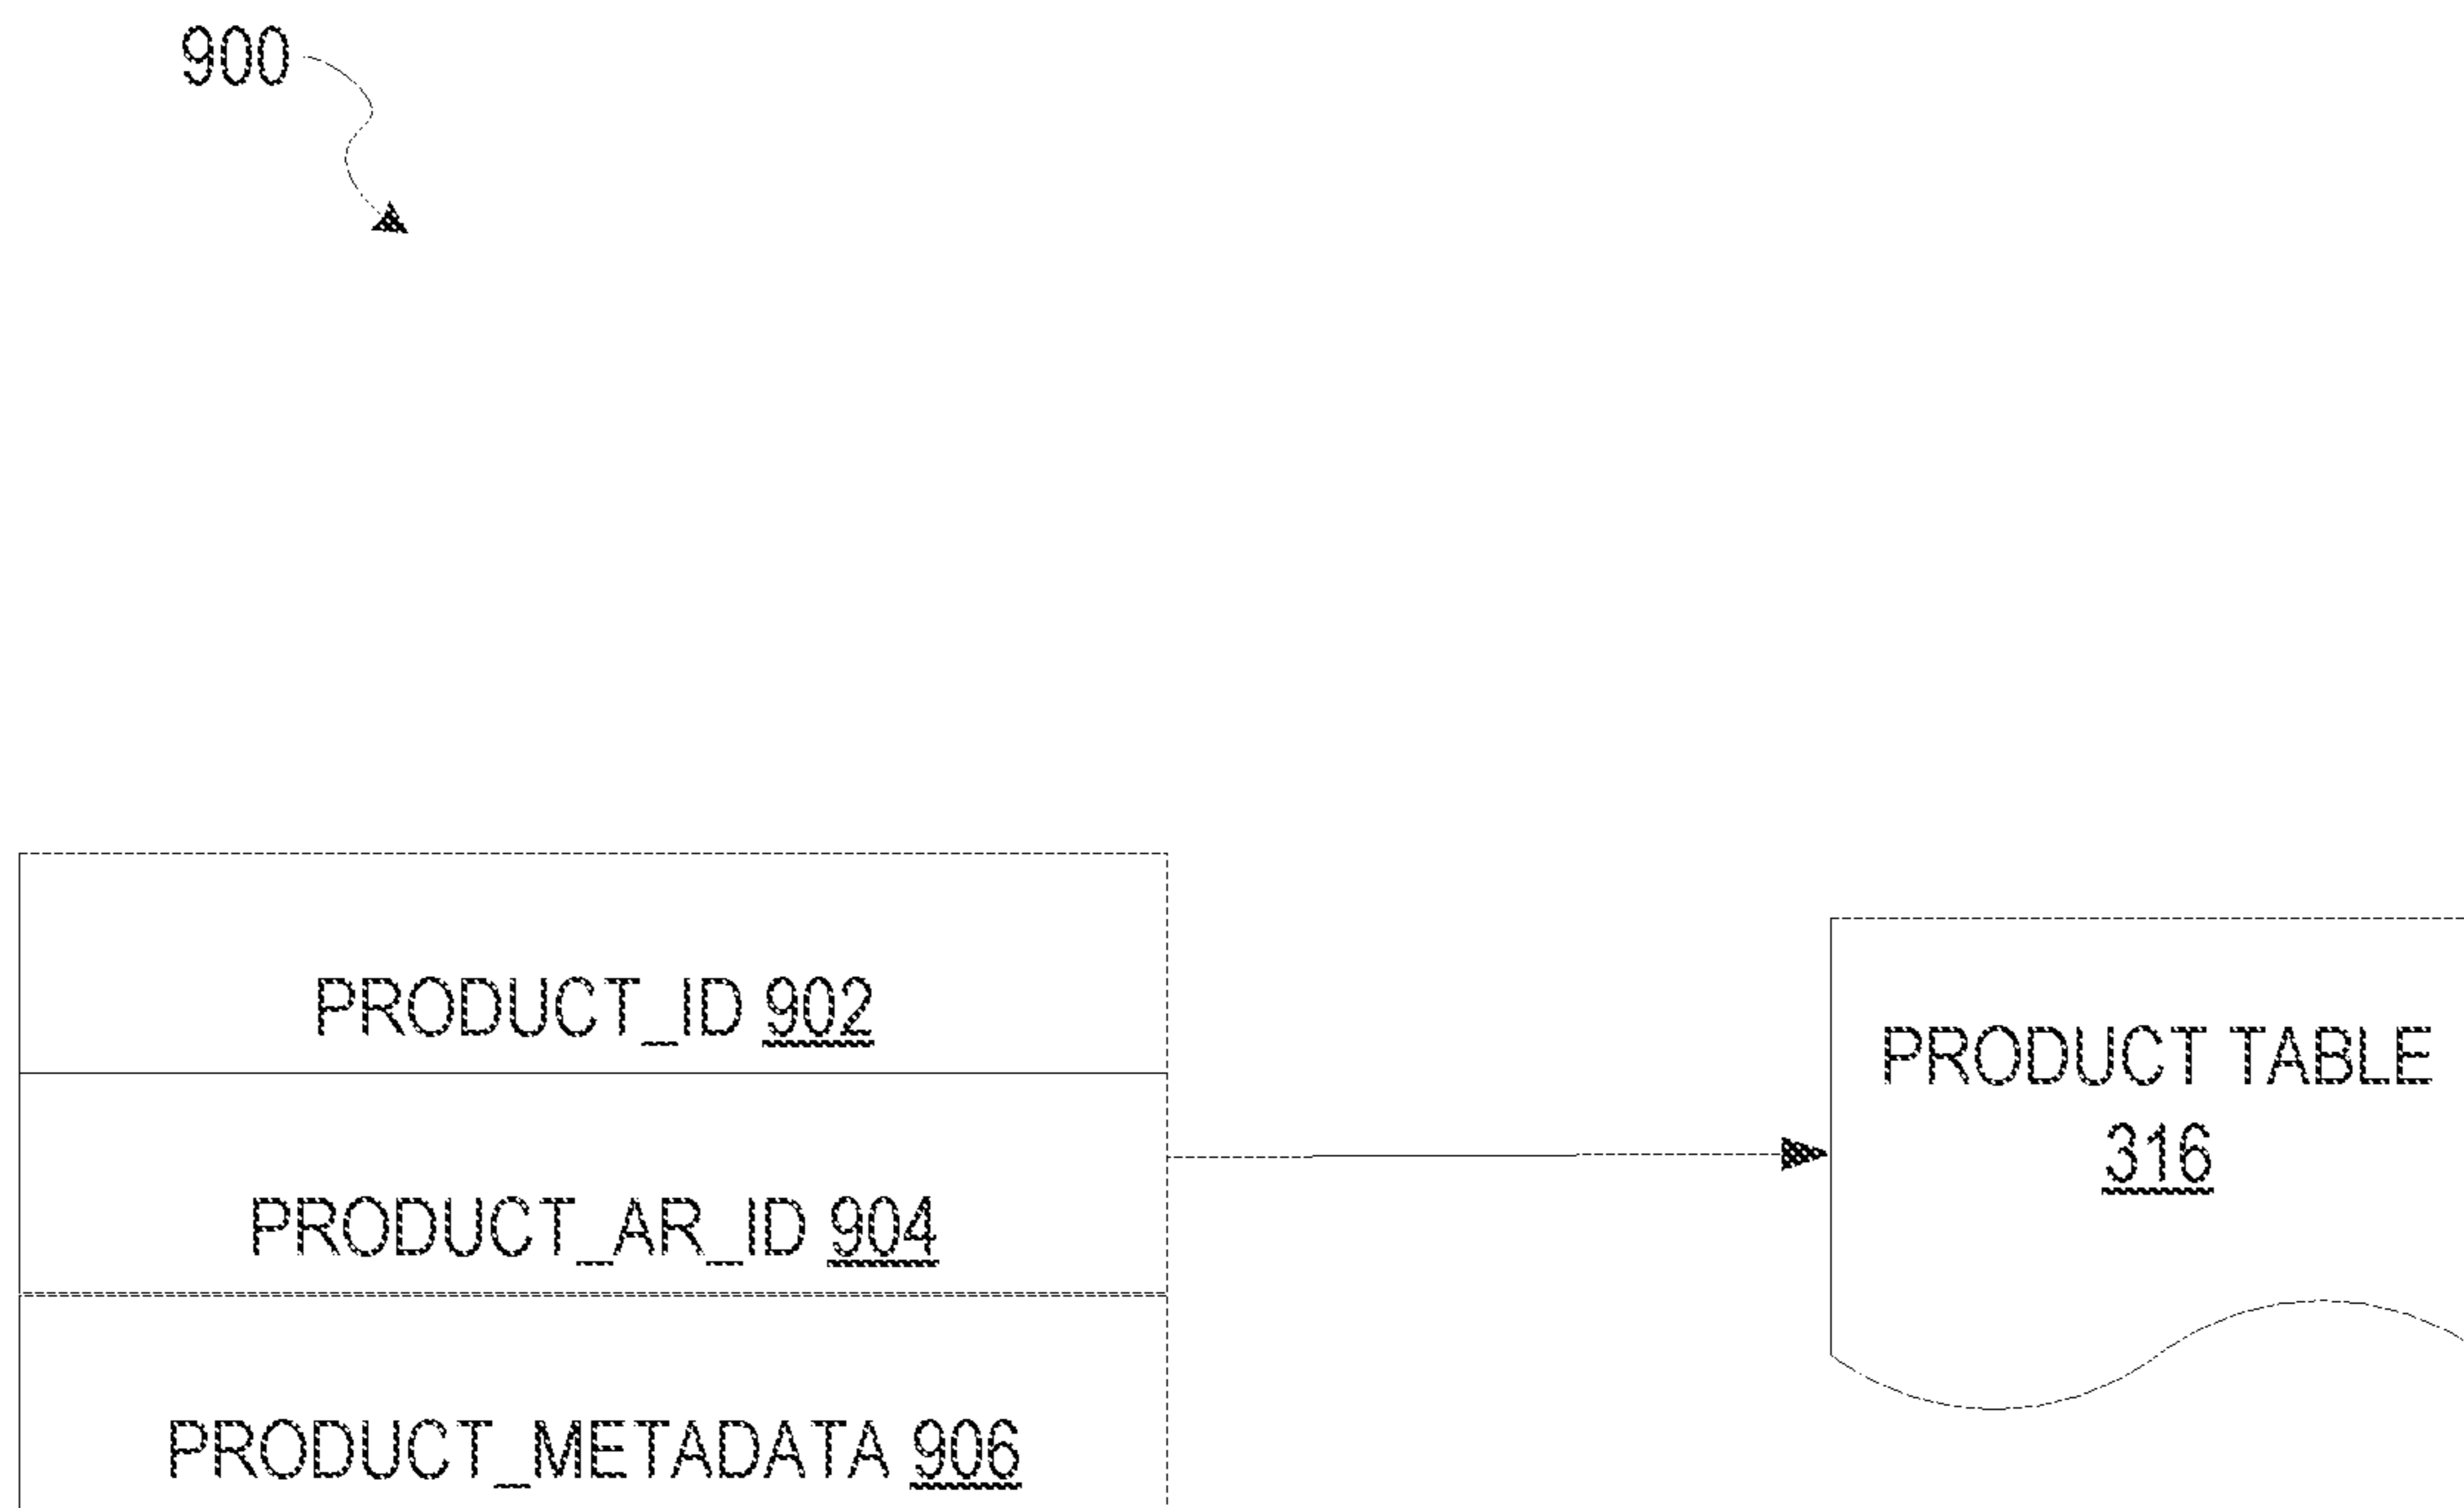 900
PRODUCT_ID 902
PRODUCT TABLE
316
PRODUCT_AR_ID 904
PRODUCT_METADATA 906